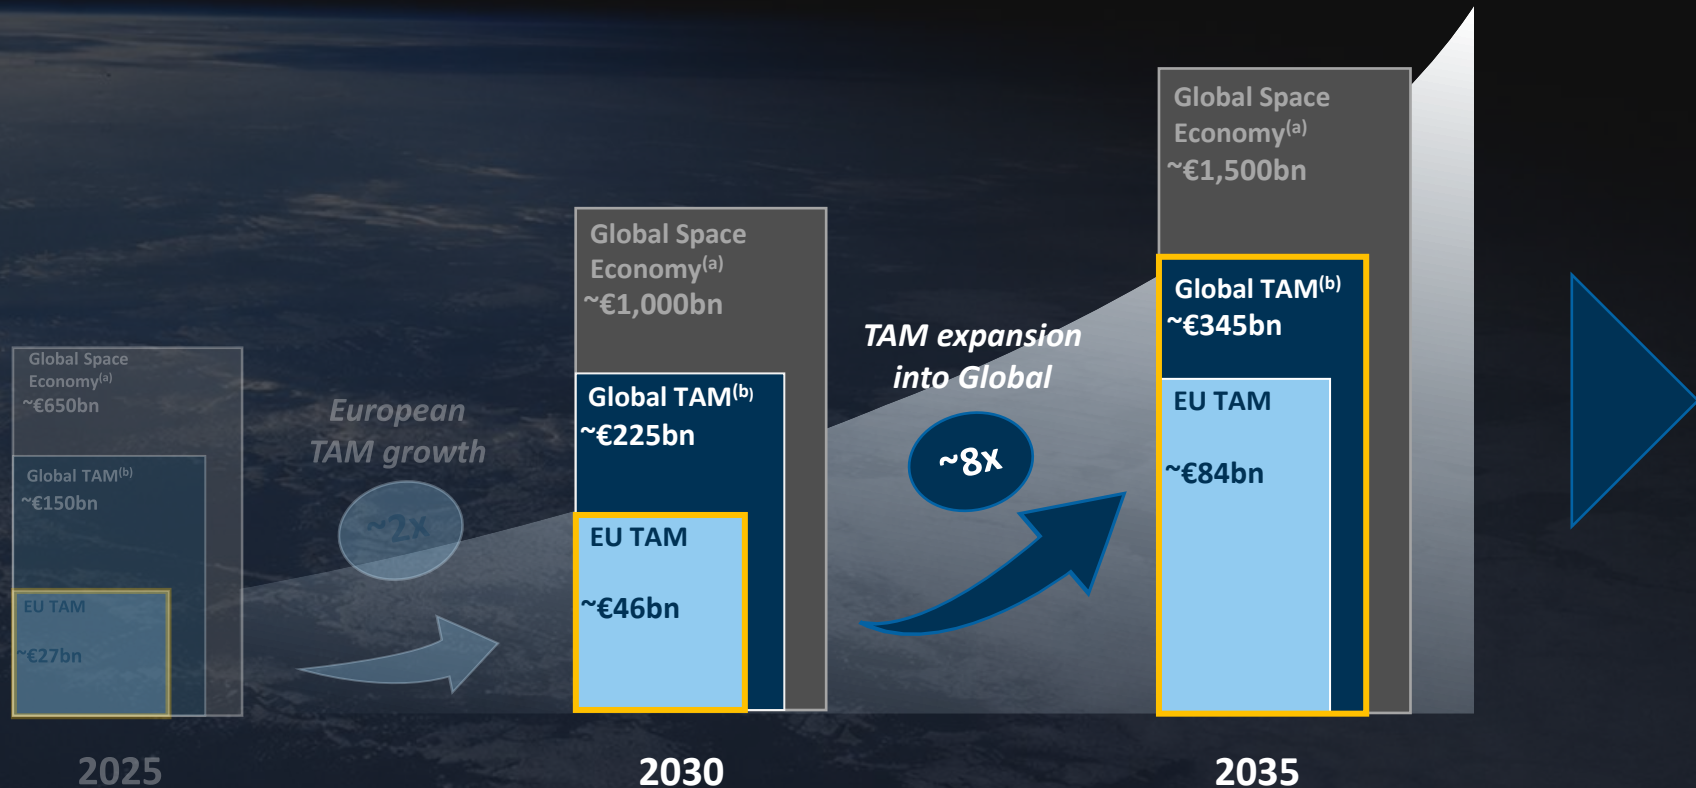 Global Space
Economy(a)
~€650bn
Global TAM(b)
~€150bn
EU TAM
~€27bn
2025
European
TAM growth
~2x
Global Space
Economy(a)
~€1,000bn
Global TAM(b)
~€225bn
EU TAM
~€46bn
2030
TAM expansion
into Global
~8x
Global Space
Economy(a)
~€1,500bn
Global TAM(b)
~€345bn
EU TAM
~€84bn
2035